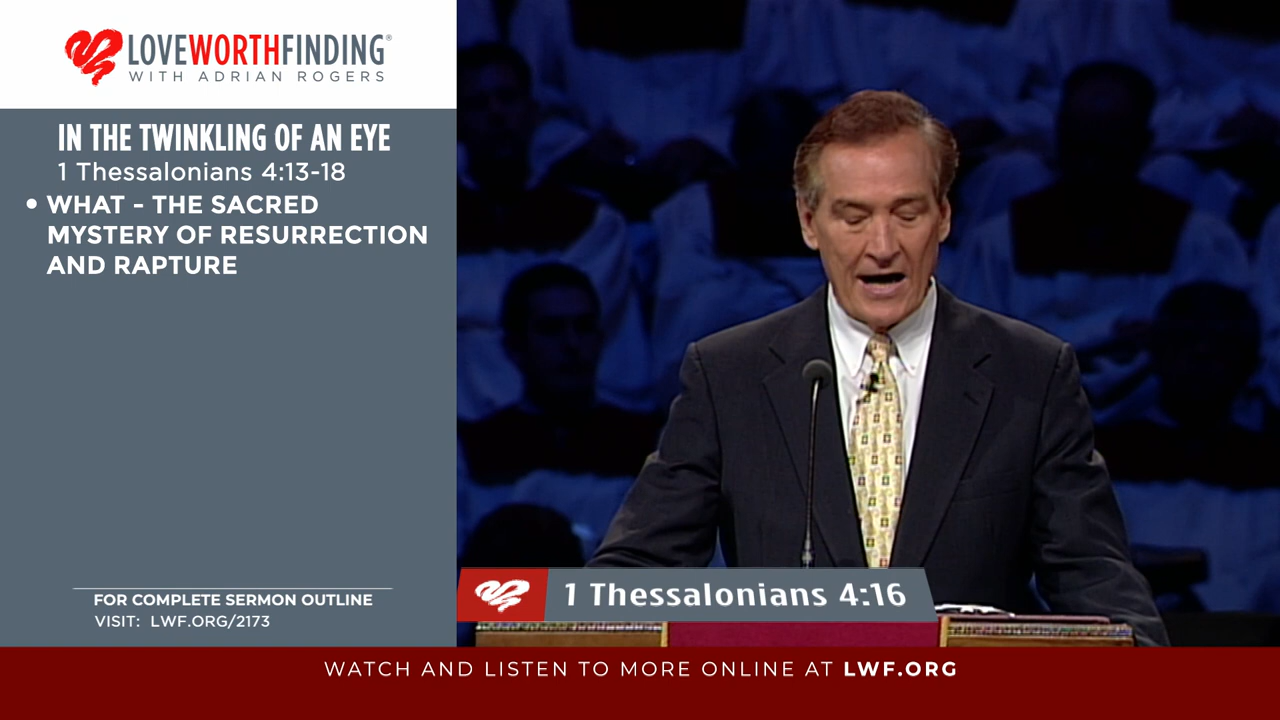 LOVEWORTHFINDING®
WITH ADRIAN ROGERS
IN THE TWINKLING OF AN EYE
1 Thessalonians 4:13-18
• WHAT - THE SACRED
MYSTERY OF RESURRECTION
AND RAPTURE
FOR COMPLETE SERMON OUTLINE
VISIT: LWF.ORG/2173
1 Thessalonians 4:16
WATCH AND LISTEN TO MORE ONLINE AT LWF.ORG